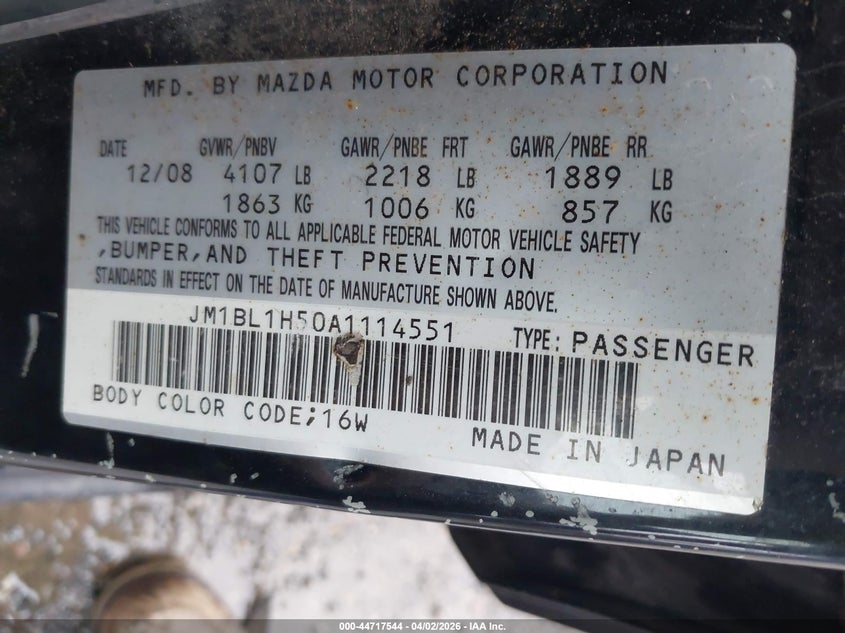 MFD. BY MAZDA MOTOR CORPORATION
DATE GVWR/PNBV GAWR/PNBE FRT GAWR/PNBE RR
12/08 4107 LB 2218 LB 1889 LB
1863 KG 1006 KG 857 KG
THIS VEHICLE CONFORMS TO ALL APPLICABLE FEDERAL MOTOR VEHICLE SAFETY
,BUMPER,AND THEFT PREVENTION
STANDARDS IN EFFECT ON THE DATE OF MANUFACTURE SHOWN ABOVE.
JM1BL1H50A1114551 TYPE: PASSENGER
BODY COLOR CODE;16W
MADE IN JAPAN
000-44717544 | 04/02/2026 - IAA Inc.